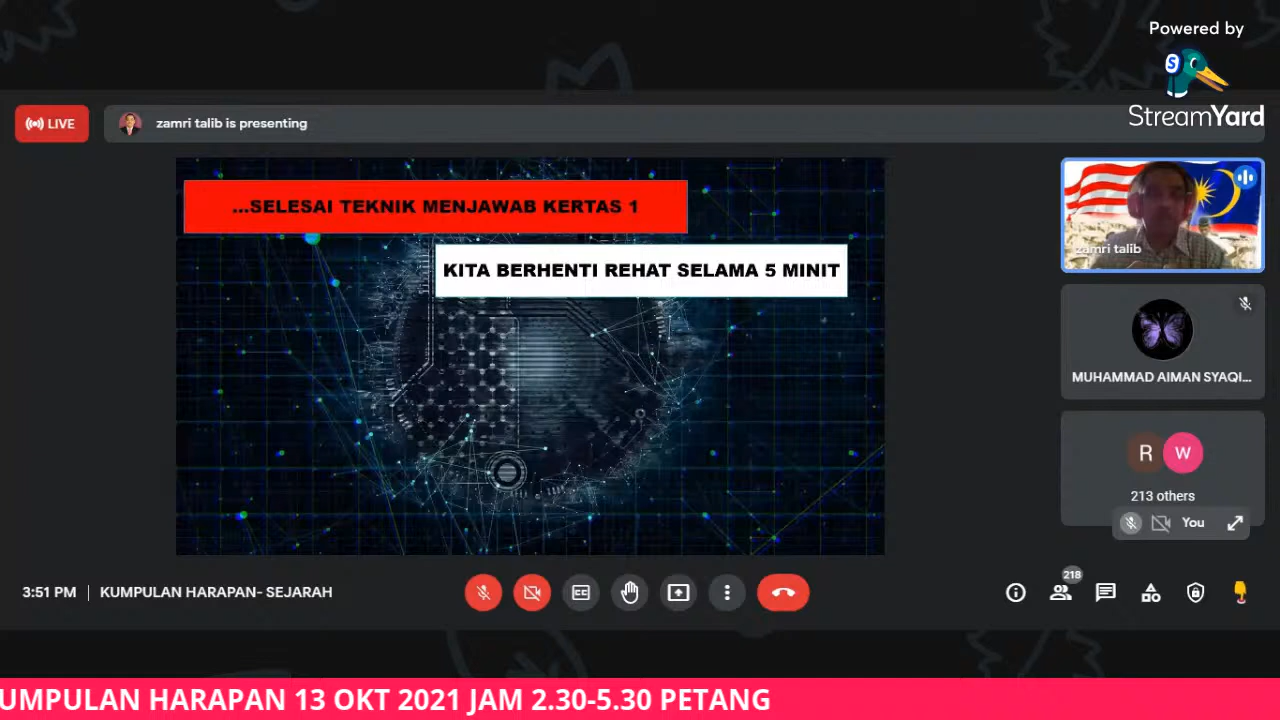 Powered by
StreamYard
LIVE
zamri talib is presenting
...SELESAI TEKNIK MENJAWAB KERTAS 1
KITA BERHENTI REHAT SELAMA 5 MINIT
zamri talib
MUHAMMAD AIMAN SYAQI...
R
W
213 others
You
3:51 PM
KUMPULAN HARAPAN- SEJARAH
218
UMPULAN HARAPAN 13 OKT 2021 JAM 2.30-5.30 PETANG